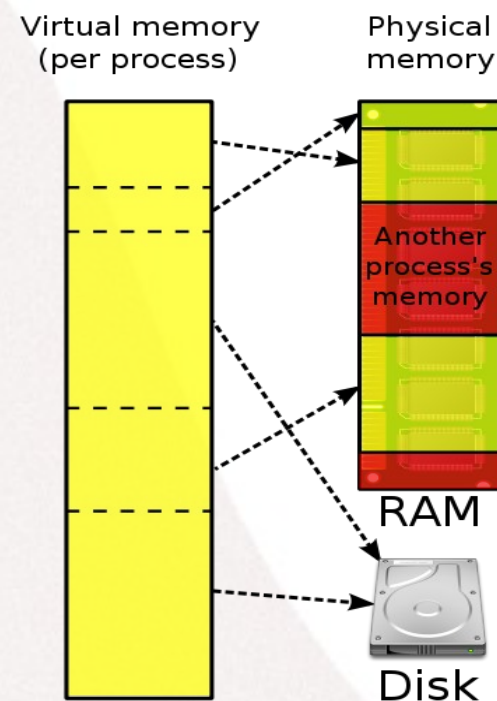 Virtual memory
(per process)
Physical
memory
Another
process's
memory
RAM
Disk